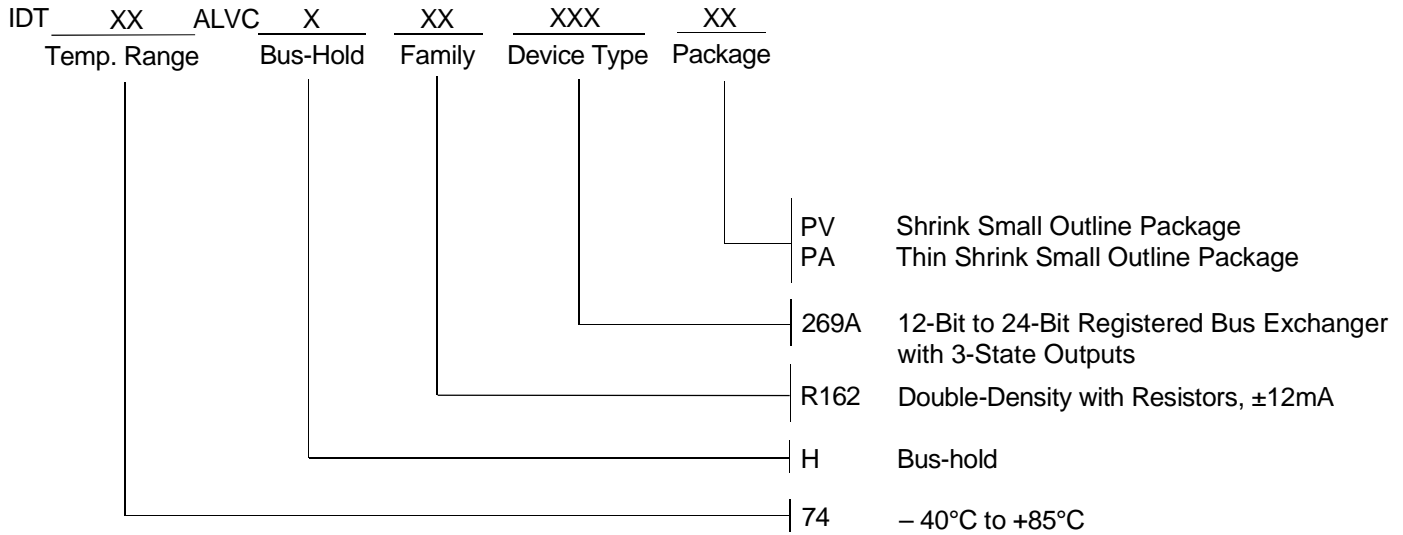 IDT XX ALVC X XX XXX XX
Temp. Range Bus-Hold Family Device Type Package
PV Shrink Small Outline Package
PA Thin Shrink Small Outline Package
269A 12-Bit to 24-Bit Registered Bus Exchanger
with 3-State Outputs
R162 Double-Density with Resistors, ±12mA
H Bus-hold
74 – 40°C to +85°C